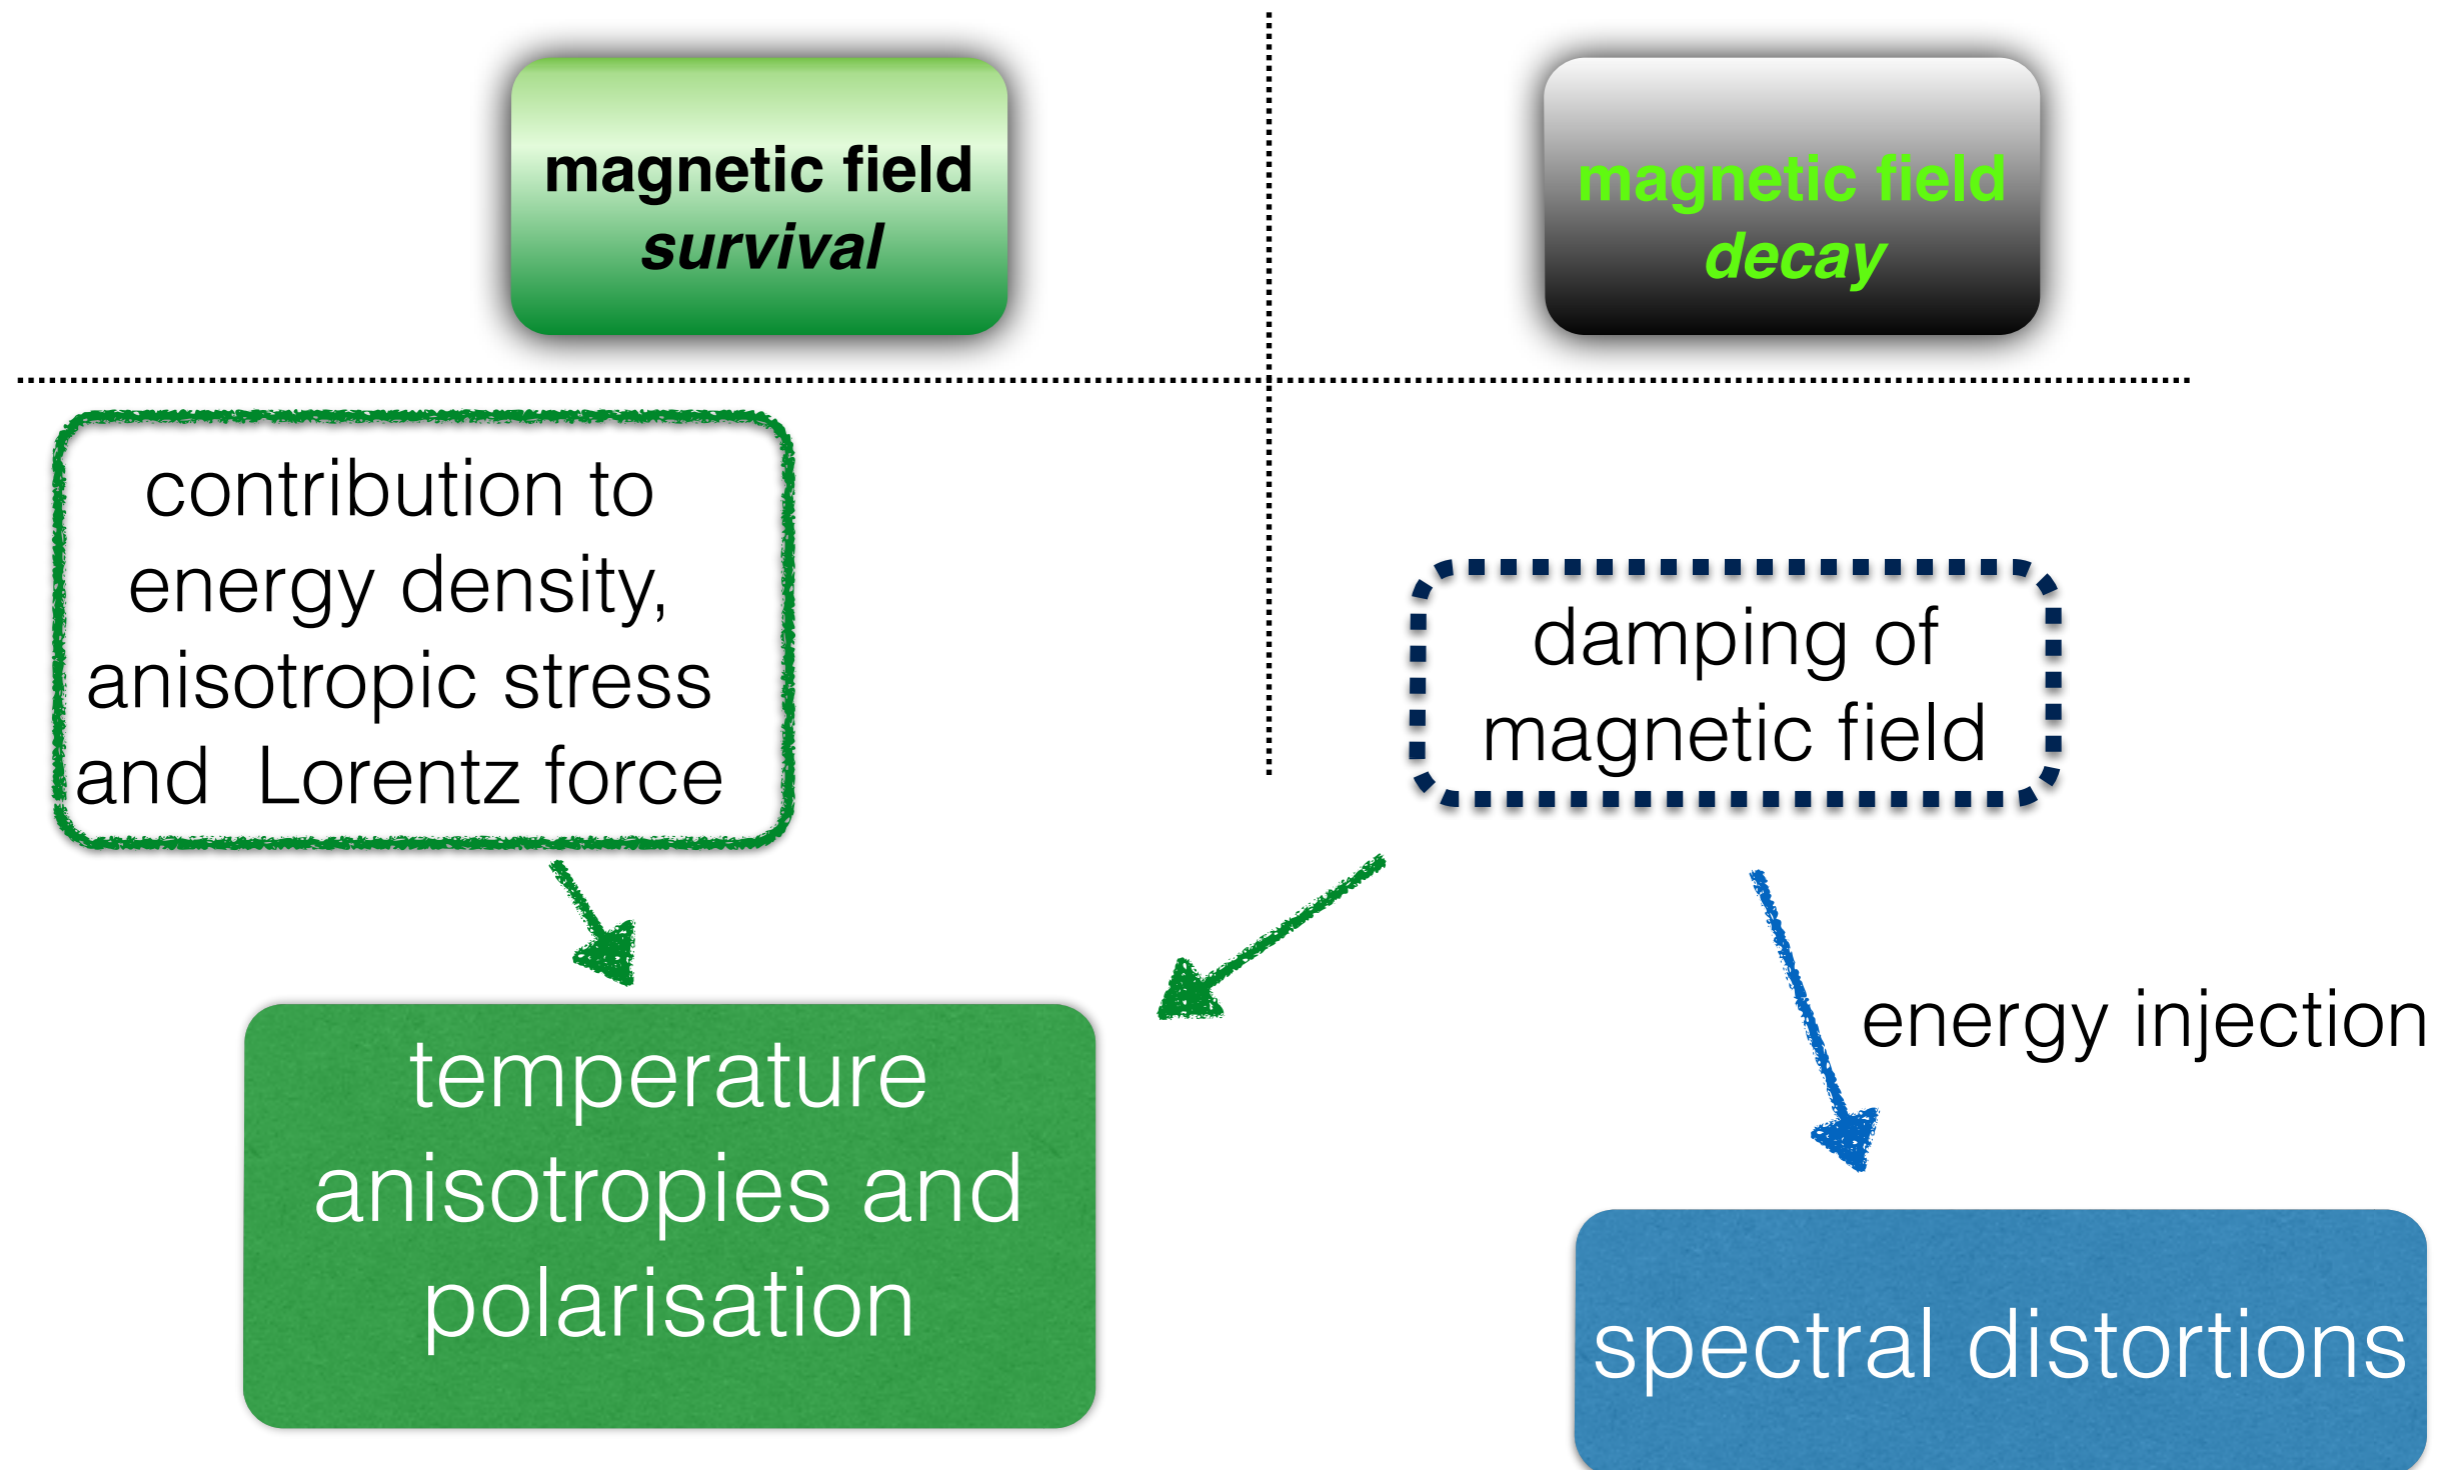 magnetic field
survival
magnetic field
decay
contribution to
energy density,
anisotropic stress
and Lorentz force
damping of
magnetic field
energy injection
temperature
anisotropies and
polarisation
spectral distortions